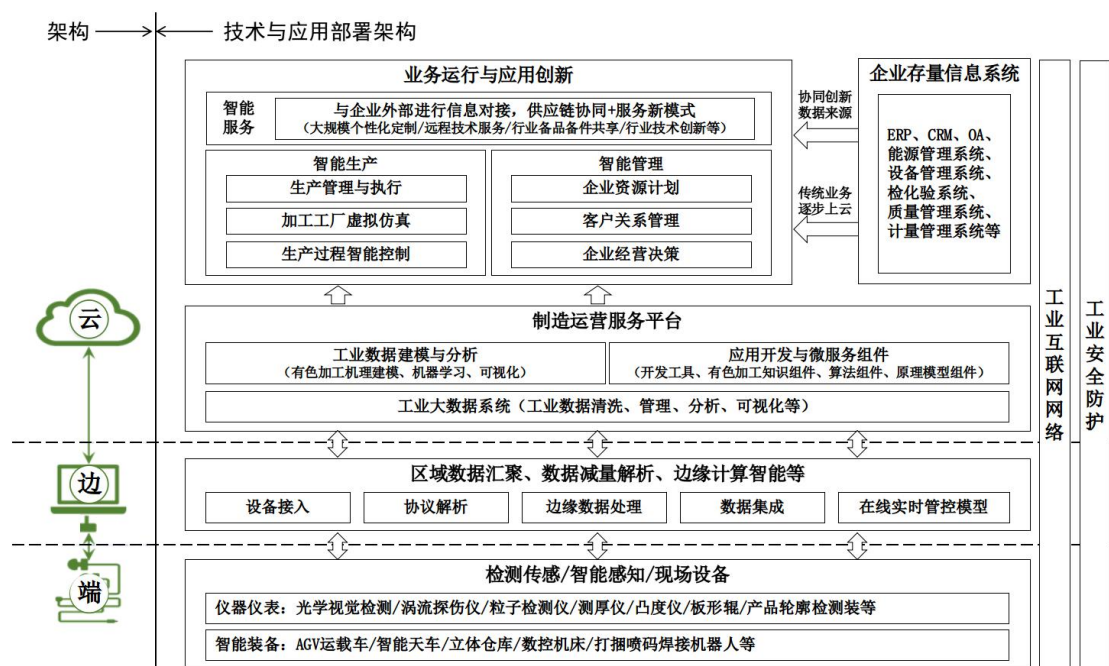 架构
技术与应用部署架构
业务运行与应用创新
智能
服务
与企业外部进行信息对接，供应链协同+服务新模式
（大规模个性化定制/远程技术服务/行业备品备件共享/行业技术创新等）
智能生产
生产管理与执行
加工工厂虚拟仿真
生产过程智能控制
智能管理
企业资源计划
客户关系管理
企业经营决策
协同创新
数据来源
传统业务
逐步上云
企业存量信息系统
ERP、CRM、OA、
能源管理系统、
设备管理系统、
检化验系统、
质量管理系统、
计量管理系统等
云
制造运营服务平台
工业数据建模与分析
（有色加工机理建模、机器学习、可视化）
应用开发与微服务组件
（开发工具、有色加工知识组件、算法组件、原理模型组件）
工业大数据系统（工业数据清洗、管理、分析、可视化等）
边
区域数据汇聚、数据减量解析、边缘计算智能等
设备接入
协议解析
边缘数据处理
数据集成
在线实时管控模型
端
检测传感/智能感知/现场设备
仪器仪表：光学视觉检测/涡流探伤仪/粒子检测仪/测厚仪/凸度仪/板形辊/产品轮廓检测装等
智能装备：AGV运载车/智能天车/立体仓库/数控机床/打捆喷码焊接机器人等
工业互联网网络
工业安全防护